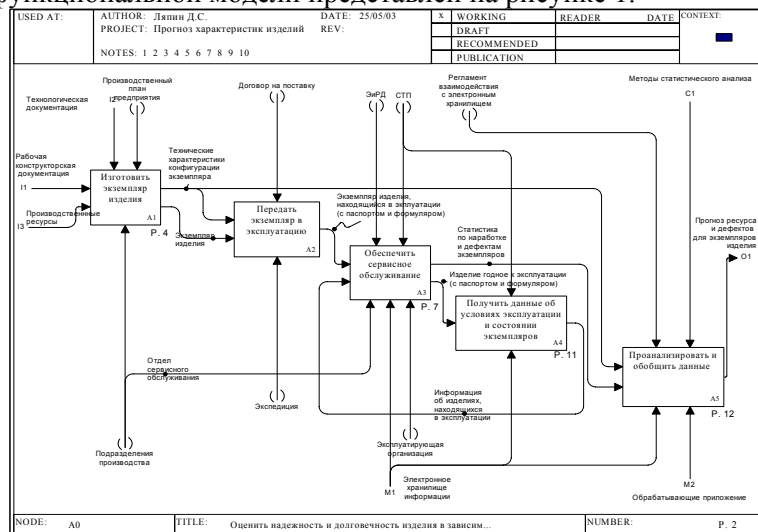 функциональной модели представлен на рисунке 1.
USED AT:
AUTHOR: Ляпин Д.С.
DATE: 25/05/03
PROJECT: Прогноз характеристик изделий
REV:
NOTES: 1 2 3 4 5 6 7 8 9 10
X WORKING
DRAFT
RECOMMENDED
PUBLICATION
READER DATE
CONTEXT:
Производственный
план
предприятия
I2
Технологическая
документация
Договор на поставку
ЭиРД
СТП
Регламент
взаимодействия
с электронным
хранилищем
Методы статистического анализа
C1
Рабочая
конструкторская
документация
I1
Производственные
ресурсы
I3
Изготовить
экземпляр
изделия
A1
P. 4
Технические
характеристики
конфигурации
экземпляра
Экземпляр
изделия
Передать
экземпляр в
эксплуатацию
A2
Экземпляр изделия,
находящийся в экплуатации
(с паспортом и формуляром)
Обеспечить
сервисное
обслуживание
A3
P. 7
Статистика
по наработке
и дефектам
экземпляров
Изделие годное к эксплуатации
(с паспортом и формуляром)
Получить данные об
условиях эксплуатации
и состоянии
экземпляров
A4
P. 11
Прогноз ресурса
и дефектов
для экземпляров
изделия
O1
Проанализировать и
обобщить данные
A5
P. 12
Отдел
сервисного
обслуживания
Экспедиция
Информация
об изделиях,
находящихся
в эксплуатации
Подразделения
производства
Эксплуатирующая
организация
M1
Электронное
хранилище
информации
M2
Обрабатывающие приложение
NODE: A0
TITLE: Оценить надежность и долговечность изделия в зависим...
NUMBER:
P. 2